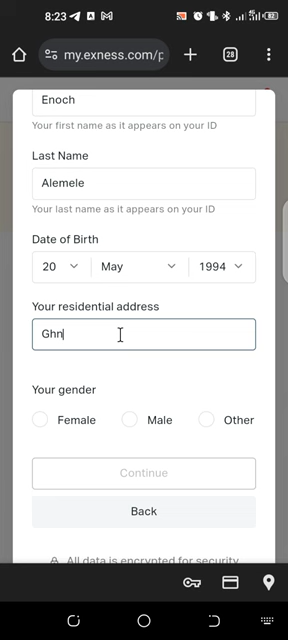 8:23
my.exness.com/p
28
Enoch
Your first name as it appears on your ID
Last Name
Alemele
Your last name as it appears on your ID
Date of Birth
20 May 1994
Your residential address
Ghn
Your gender
Female Male Other
Continue
Back
All data is encrypted for security